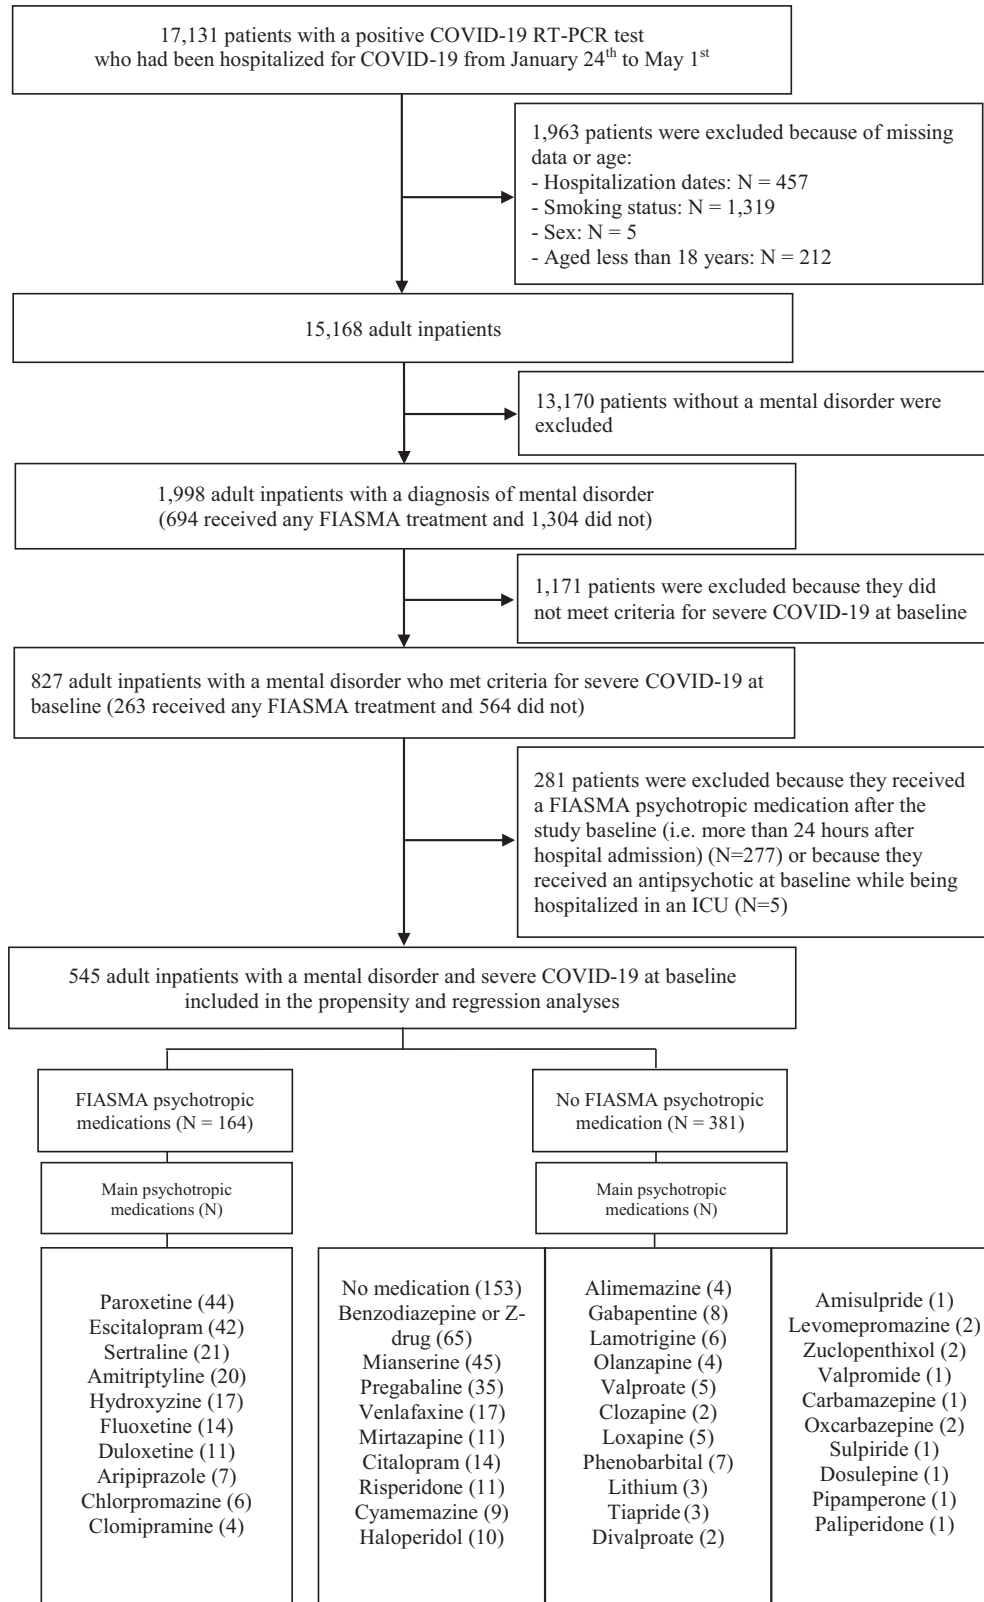 17,131 patients with a positive COVID-19 RT-PCR test
who had been hospitalized for COVID-19 from January 24th to May 1st
1,963 patients were excluded because of missing
data or age:
- Hospitalization dates: N = 457
- Smoking status: N = 1,319
- Sex: N = 5
- Aged less than 18 years: N = 212
15,168 adult inpatients
13,170 patients without a mental disorder were
excluded
1,998 adult inpatients with a diagnosis of mental disorder
(694 received any FIASMA treatment and 1,304 did not)
1,171 patients were excluded because they did
not meet criteria for severe COVID-19 at baseline
827 adult inpatients with a mental disorder who met criteria for severe COVID-19 at
baseline (263 received any FIASMA treatment and 564 did not)
281 patients were excluded because they received
a FIASMA psychotropic medication after the
study baseline (i.e. more than 24 hours after
hospital admission) (N=277) or because they
received an antipsychotic at baseline while being
hospitalized in an ICU (N=5)
545 adult inpatients with a mental disorder and severe COVID-19 at baseline
included in the propensity and regression analyses
FIASMA psychotropic
medications (N = 164)
No FIASMA psychotropic
medication (N = 381)
Main psychotropic
medications (N)
Main psychotropic
medications (N)
Paroxetine (44)
Escitalopram (42)
Sertraline (21)
Amitriptyline (20)
Hydroxyzine (17)
Fluoxetine (14)
Duloxetine (11)
Aripiprazole (7)
Chlorpromazine (6)
Clomipramine (4)
No medication (153)
Benzodiazepine or Z-
drug (65)
Mianserine (45)
Pregabaline (35)
Venlafaxine (17)
Mirtazapine (11)
Citalopram (14)
Risperidone (11)
Cyamemazine (9)
Haloperidol (10)
Alimemazine (4)
Gabapentine (8)
Lamotrigine (6)
Olanzapine (4)
Valproate (5)
Clozapine (2)
Loxapine (5)
Phenobarbital (7)
Lithium (3)
Tiapride (3)
Divalproate (2)
Amisulpride (1)
Levomepromazine (2)
Zuclopenthixol (2)
Valpromide (1)
Carbamazepine (1)
Oxcarbazepine (2)
Sulpiride (1)
Dosulepine (1)
Pipamperone (1)
Paliperidone (1)